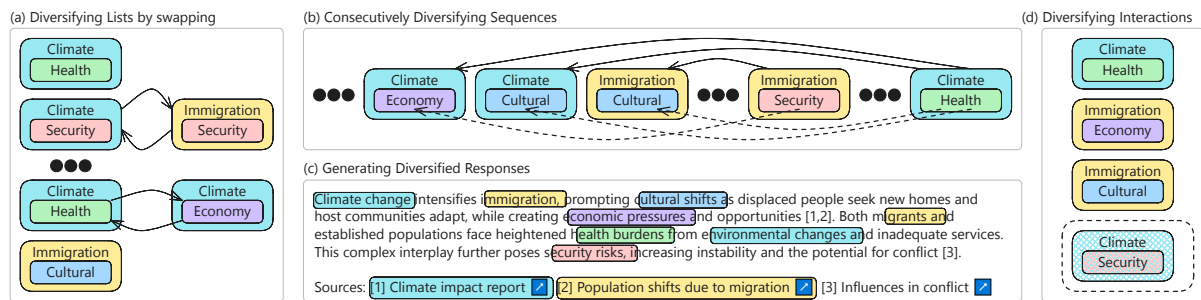 (a) Diversifying Lists by swapping
Climate
Health
Climate
Security
Immigration
Security
Climate
Health
Climate
Economy
Immigration
Cultural
(b) Consecutively Diversifying Sequences
Climate
Economy
Climate
Cultural
Immigration
Cultural
Immigration
Security
Climate
Health
(c) Generating Diversified Responses
Climate change intensifies immigration, prompting cultural shifts as displaced people seek new homes and
host communities adapt, while creating economic pressures and opportunities [1,2]. Both migrants and
established populations face heightened health burdens from environmental changes and inadequate services.
This complex interplay further poses security risks, increasing instability and the potential for conflict [3].
Sources: [1] Climate impact report [2] Population shifts due to migration [3] Influences in conflict
(d) Diversifying Interactions
Climate
Health
Immigration
Economy
Immigration
Cultural
Climate
Security